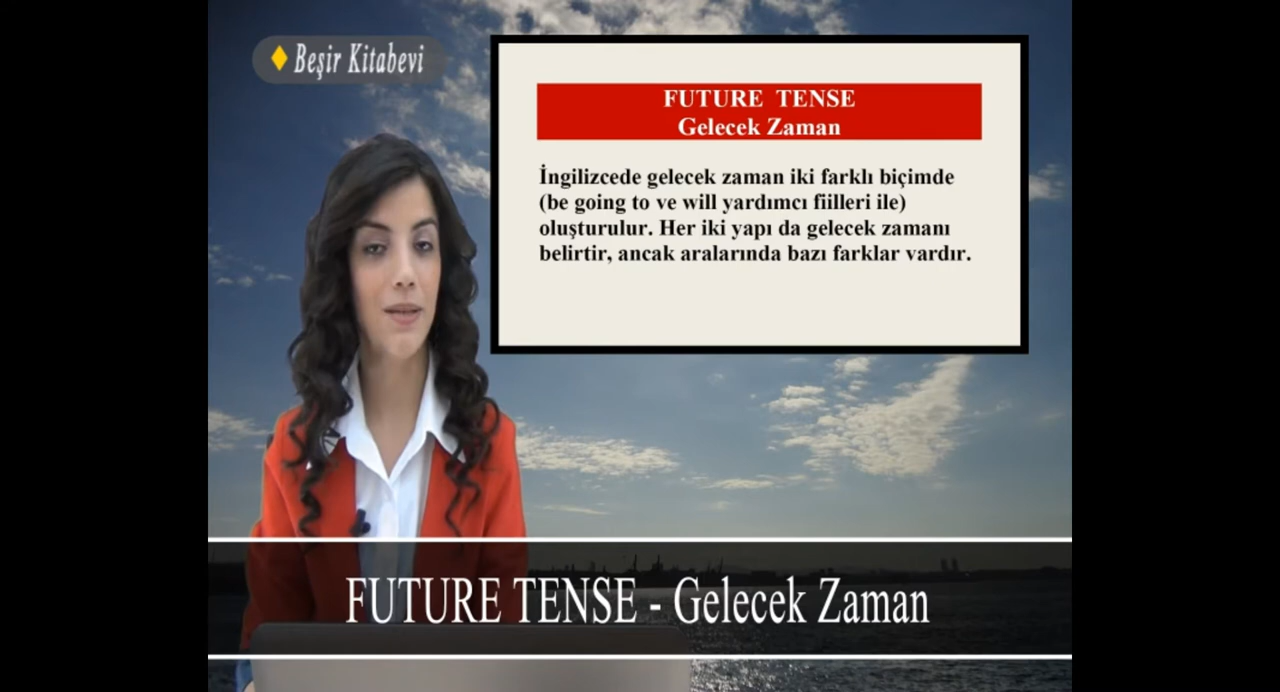 Beşir Kitabevi
FUTURE TENSE
Gelecek Zaman
İngilizcede gelecek zaman iki farklı biçimde
(be going to ve will yardımcı fiilleri ile)
oluşturulur. Her iki yapı da gelecek zamanı
belirtir, ancak aralarında bazı farklar vardır.
FUTURE TENSE - Gelecek Zaman